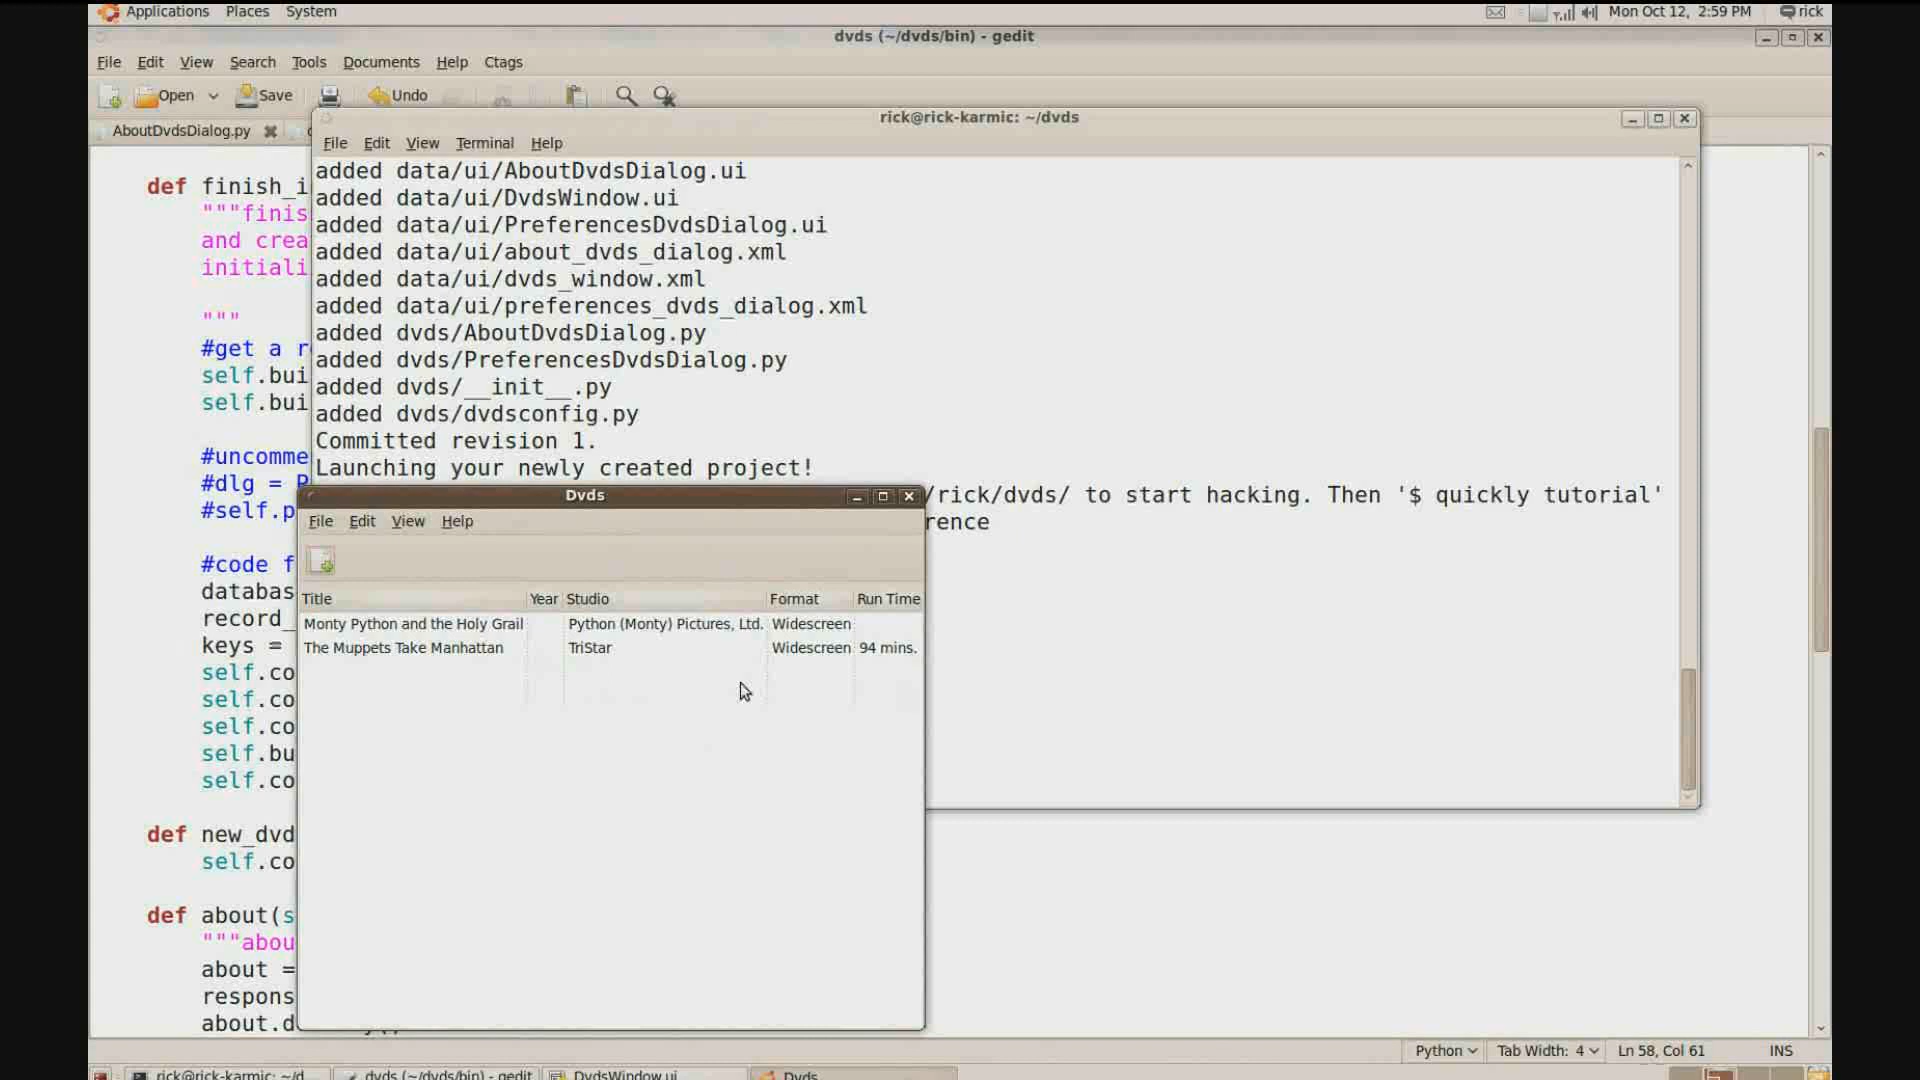 Applications Places System
Mon Oct 12, 2:59 PM rick
dvds (~/dvds/bin) - gedit
File Edit View Search Tools Documents Help Ctags
Open Save Undo
AboutDvdsDialog.py
rick@rick-karmic: ~/dvds
File Edit View Terminal Help
added data/ui/AboutDvdsDialog.ui
added data/ui/DvdsWindow.ui
added data/ui/PreferencesDvdsDialog.ui
added data/ui/about_dvds_dialog.xml
added data/ui/dvds_window.xml
added data/ui/preferences_dvds_dialog.xml
added dvds/AboutDvdsDialog.py
added dvds/PreferencesDvdsDialog.py
added dvds/__init__.py
added dvds/dvdsconfig.py
Committed revision 1.
Launching your newly created project!
/rick/dvds/ to start hacking. Then '$ quickly tutorial'
rence
def finish_i
"""finis
and crea
initiali
"""
#get a r
self.bui
self.bui
#uncomme
#dlg = P
#self.p
#code f
databas
record_
keys =
self.co
self.co
self.co
self.bu
self.co
def new_dvd
self.co
def about(s
"""abou
about =
respons
about.d
Dvds
File Edit View Help
Title Year Studio Format Run Time
Monty Python and the Holy Grail Python (Monty) Pictures, Ltd. Widescreen
The Muppets Take Manhattan TriStar Widescreen 94 mins.
Python Tab Width: 4 Ln 58, Col 61 INS
rick@rick-karmic: ~/d... dvds (~/dvds/bin) - gedit DvdsWindow.ui Dvds